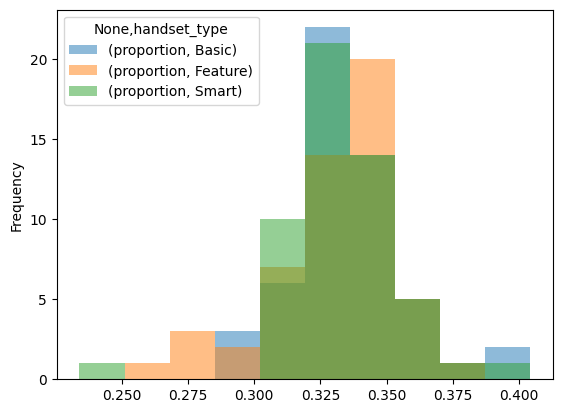 None,handset_type
(proportion, Basic)
(proportion, Feature)
(proportion, Smart)
Frequency
20
15
10
5
0
0.250 0.275 0.300 0.325 0.350 0.375 0.400